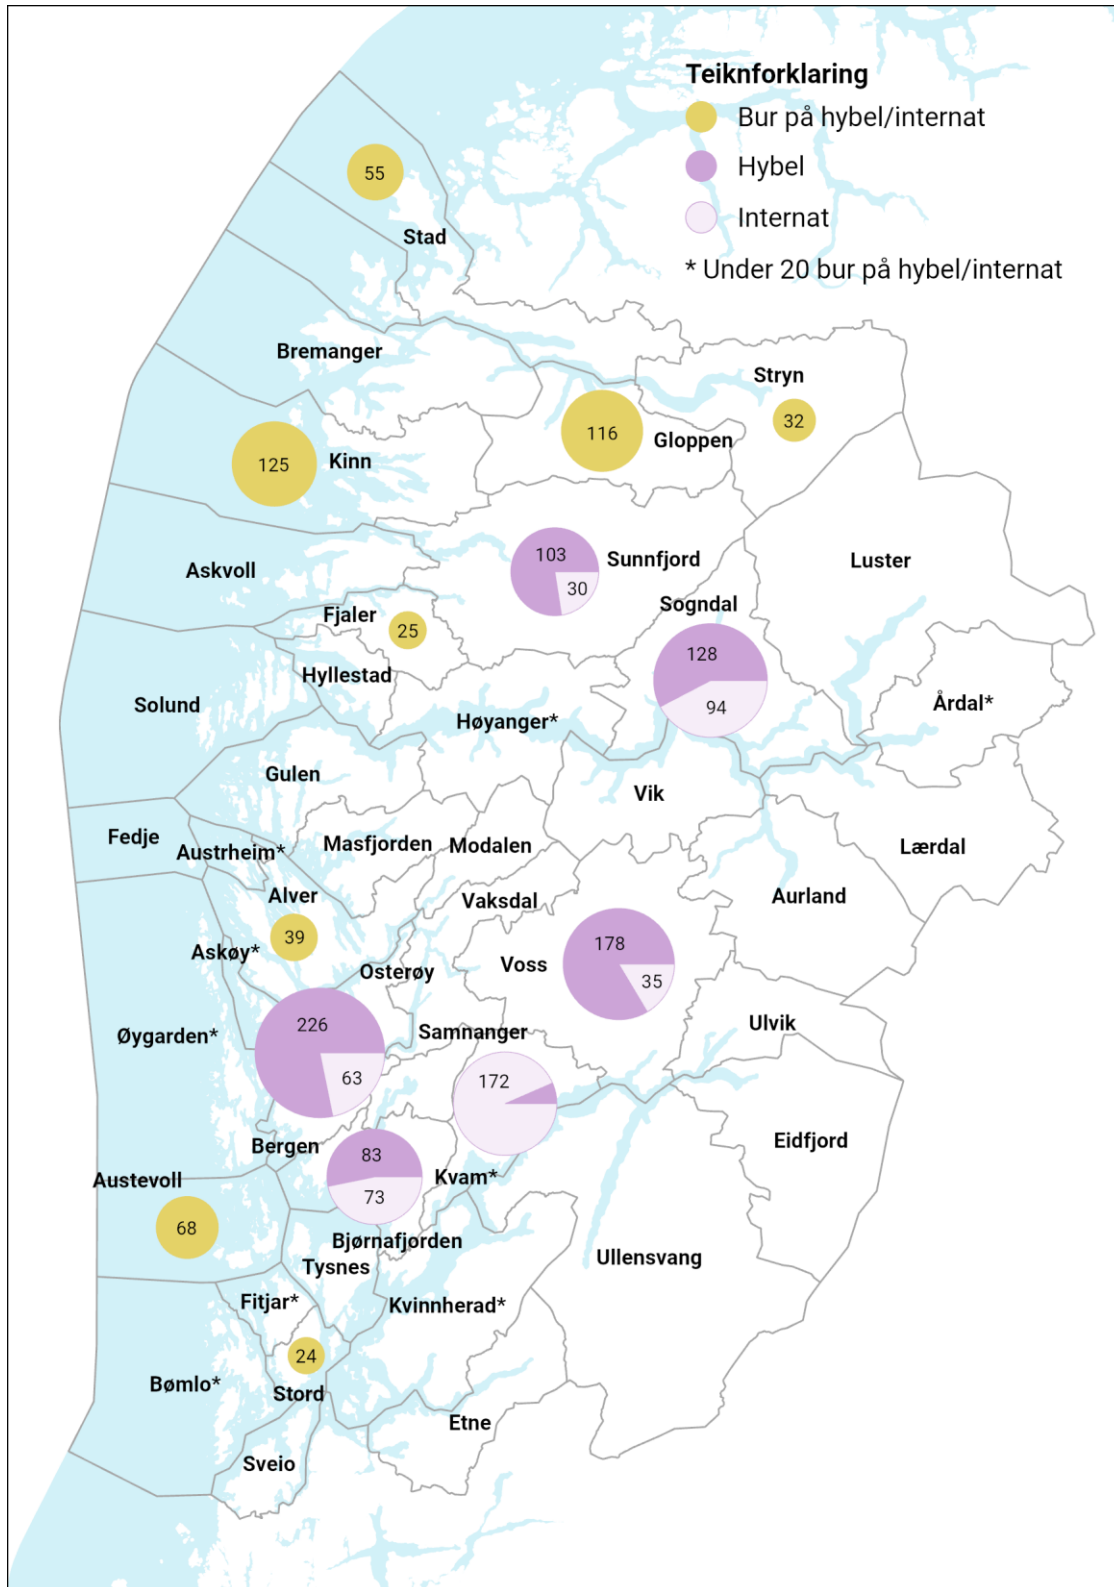 Teiknforklaring
Bur på hybel/internat
Hybel
Internat
* Under 20 bur på hybel/internat
55
Stad
Bremanger
Stryn
32
116
Gloppen
125
Kinn
103
30
Sunnfjord
Luster
Askvoll
Sogndal
Fjaler
25
128
94
Hyllestad
Solund
Høyanger*
Årdal*
Gulen
Vik
Fedje
Austrheim*
Masfjorden
Modalen
Lærdal
Alver
Vaksdal
Aurland
39
Askøy*
Osterøy
Voss
178
35
Øygarden*
226
63
Samnanger
Ulvik
172
Bergen
83
73
Eidfjord
Austevoll
Kvam*
68
Bjørnafjorden
Tysnes
Ullensvang
Fitjar*
Kvinnherad*
24
Bømlo*
Stord
Etne
Sveio